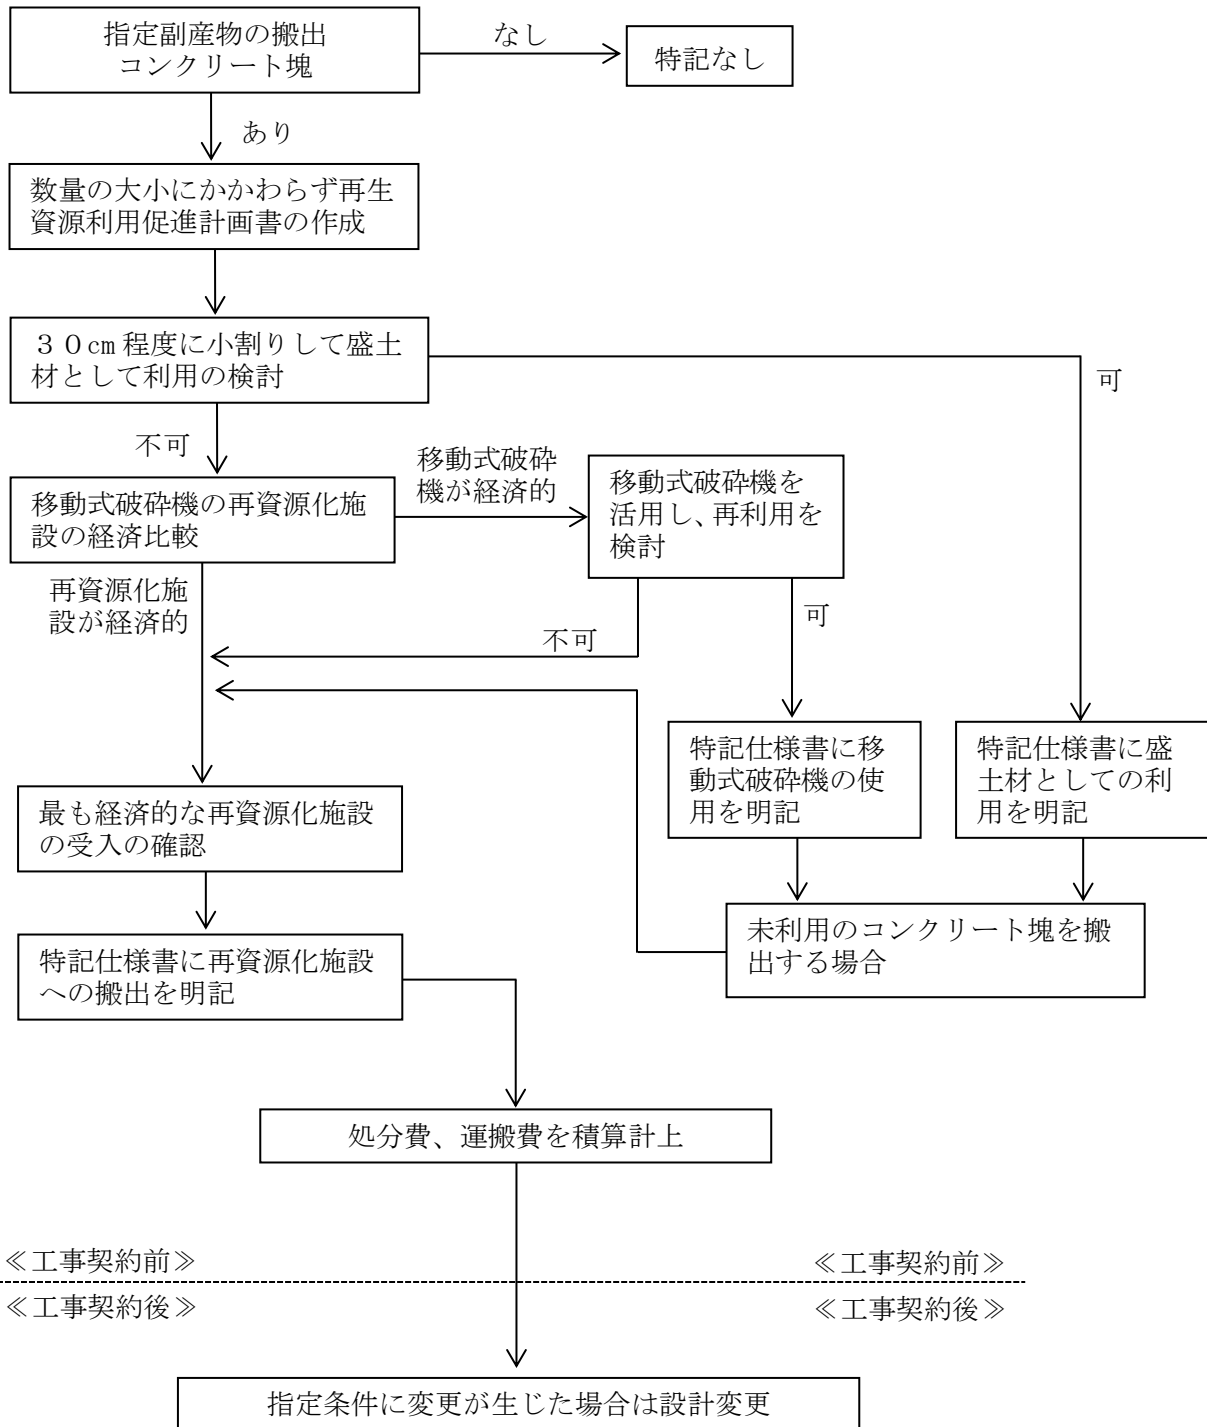 指定副産物の搬出
コンクリート塊
なし
特記なし
あり
数量の大小にかかわらず再生
資源利用促進計画書の作成
３０cm 程度に小割りして盛土
材として利用の検討
可
不可
移動式破砕機の再資源化施
設の経済比較
移動式破砕
機が経済的
移動式破砕機を
活用し、再利用を
検討
再資源化施
設が経済的
不可
可
特記仕様書に移
動式破砕機の使
用を明記
特記仕様書に盛
土材としての利
用を明記
最も経済的な再資源化施設
の受入の確認
未利用のコンクリート塊を搬
出する場合
特記仕様書に再資源化施設
への搬出を明記
処分費、運搬費を積算計上
≪工事契約前≫
≪工事契約前≫
≪工事契約後≫
≪工事契約後≫
指定条件に変更が生じた場合は設計変更